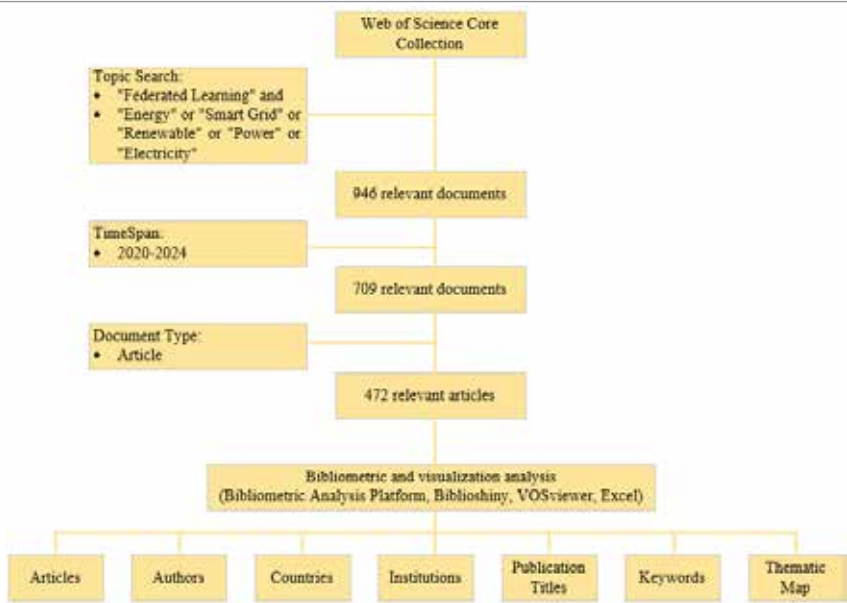 Web of Science Core
Collection
Topic Search:
• "Federated Learning" and
• "Energy" or "Smart Grid" or
"Renewable" or "Power" or
"Electricity"
946 relevant documents
TimeSpan:
• 2020-2024
709 relevant documents
Document Type:
• Article
472 relevant articles
Bibliometric and visualization analysis
(Bibliometric Analysis Platform, Biblioshiny, VOSviewer, Excel)
Articles
Authors
Countries
Institutions
Publication
Titles
Keywords
Thematic
Map